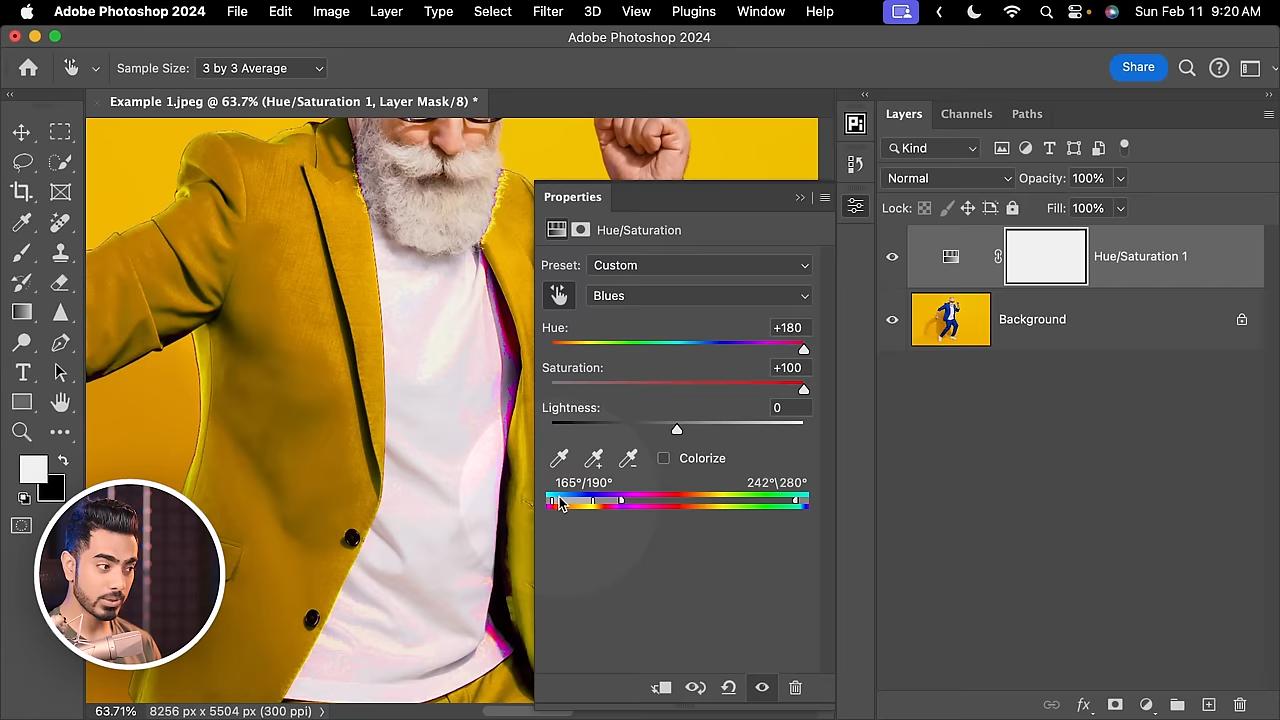 Adobe Photoshop 2024 File Edit Image Layer Type Select Filter 3D View Plugins Window Help Sun Feb 11 9:20 AM
Adobe Photoshop 2024
Sample Size: 3 by 3 Average Share
Example 1.jpeg @ 63.7% (Hue/Saturation 1, Layer Mask/8) *
Layers Channels Paths
Kind
Normal Opacity: 100%
Lock: Fill: 100%
Hue/Saturation 1
Background
Properties
Hue/Saturation
Preset: Custom
Blues
Hue: +180
Saturation: +100
Lightness: 0
Colorize
165°/190° 242°\280°
63.71% 8256 px x 5504 px (300 ppi)